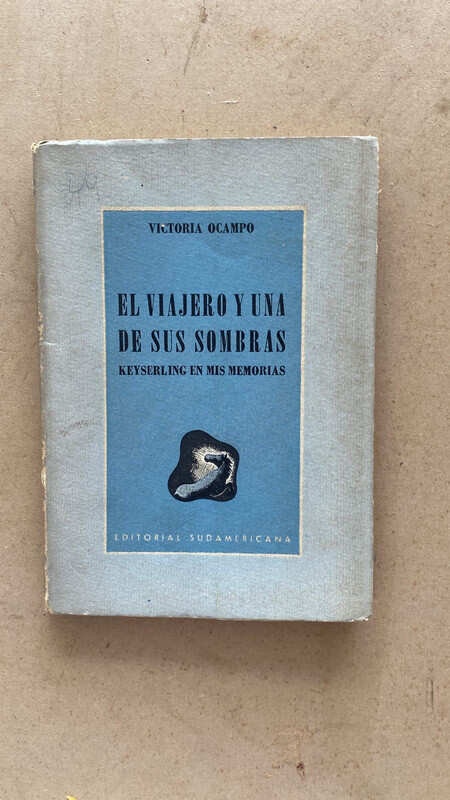 VICTORIA OCAMPO
EL VIAJERO Y UNA
DE SUS SOMBRAS
KEYSERLING EN MIS MEMORIAS
EDITORIAL SUDAMERICANA